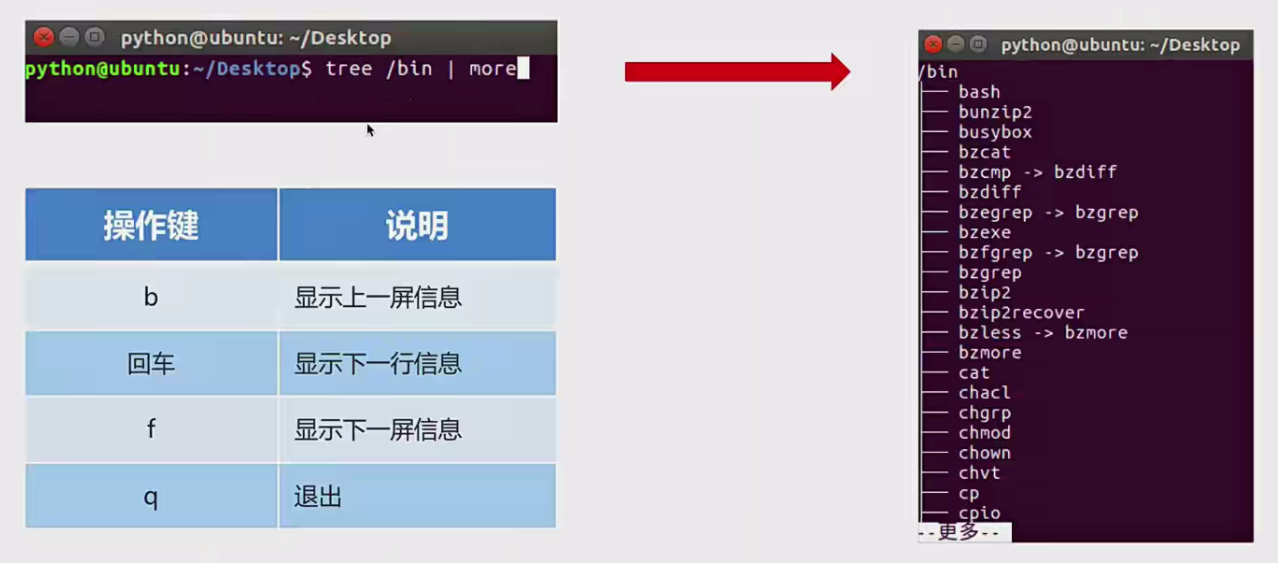 python@ubuntu: ~/Desktop
python@ubuntu:~/Desktop$ tree /bin | more
操作键 说明
b 显示上一屏信息
回车 显示下一行信息
f 显示下一屏信息
q 退出
python@ubuntu: ~/Desktop
/bin
├── bash
├── bunzip2
├── busybox
├── bzcat
├── bzcmp -> bzdiff
├── bzdiff
├── bzegrep -> bzgrep
├── bzexe
├── bzfgrep -> bzgrep
├── bzgrep
├── bzip2
├── bzip2recover
├── bzless -> bzmore
├── bzmore
├── cat
├── chacl
├── chgrp
├── chmod
├── chown
├── chvt
├── cp
├── cpio
--更多--